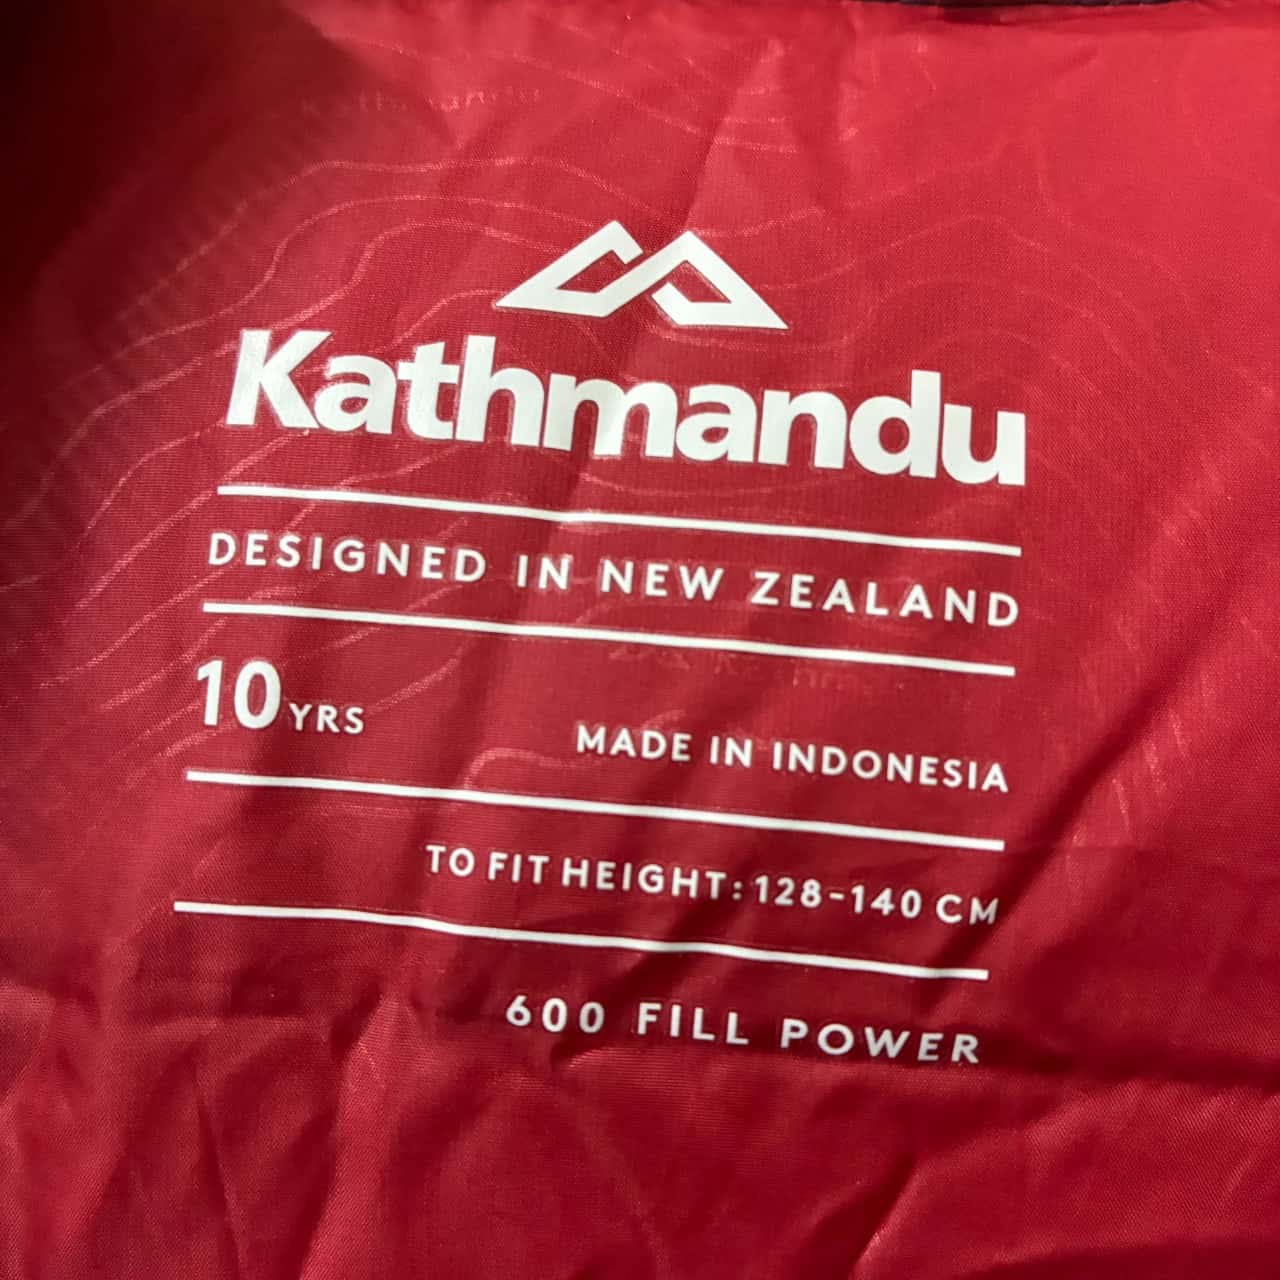 Kathmandu
Kathmandu
DESIGNED IN NEW ZEALAND
10 YRS
MADE IN INDONESIA
TO FIT HEIGHT: 128-140 CM
600 FILL POWER